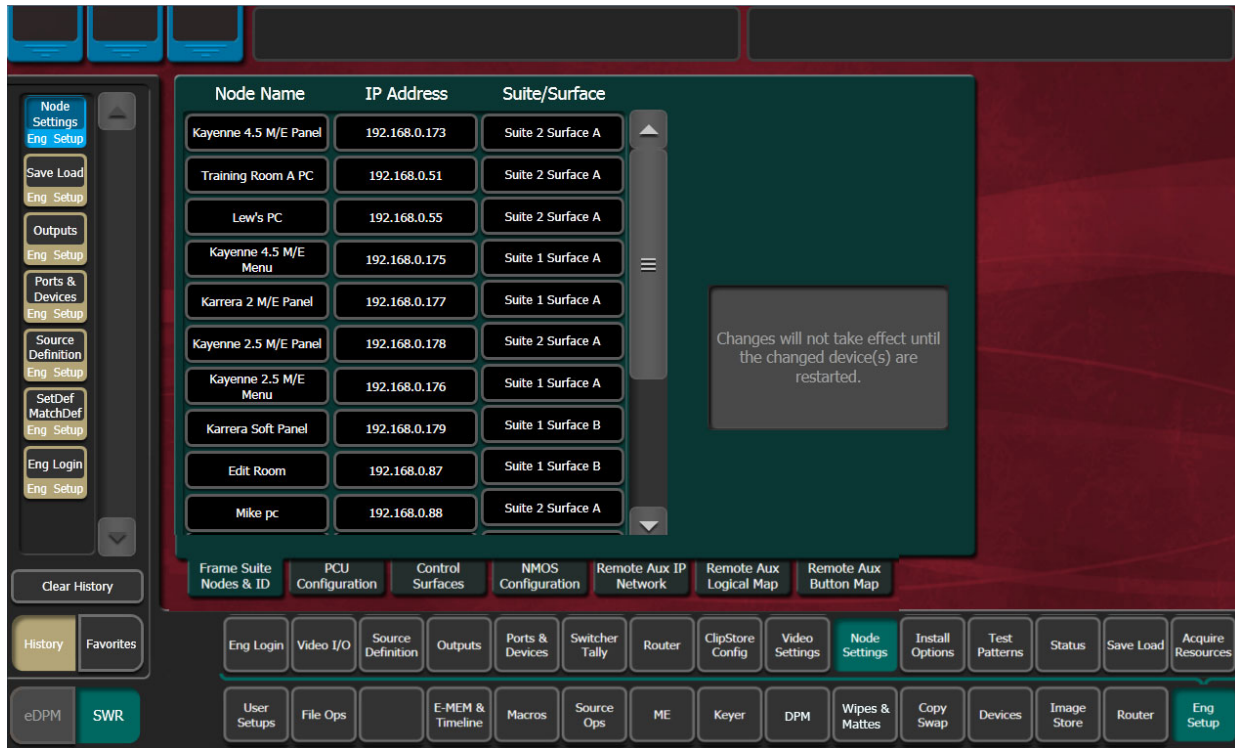 Node
Settings
Eng Setup
Save Load
Eng Setup
Outputs
Eng Setup
Ports &
Devices
Eng Setup
Source
Definition
Eng Setup
SetDef
MatchDef
Eng Setup
Eng Login
Eng Setup
Clear History
History
Favorites
eDPM
SWR
Node Name IP Address Suite/Surface
Kayenne 4.5 M/E Panel 192.168.0.173 Suite 2 Surface A
Training Room A PC 192.168.0.51 Suite 2 Surface A
Lew's PC 192.168.0.55 Suite 2 Surface A
Kayenne 4.5 M/E
Menu
192.168.0.175 Suite 1 Surface A
Karrera 2 M/E Panel 192.168.0.177 Suite 1 Surface A
Kayenne 2.5 M/E Panel 192.168.0.178 Suite 2 Surface A
Kayenne 2.5 M/E
Menu
192.168.0.176 Suite 1 Surface A
Karrera Soft Panel 192.168.0.179 Suite 1 Surface B
Edit Room 192.168.0.87 Suite 1 Surface B
Mike pc 192.168.0.88 Suite 2 Surface A
Changes will not take effect until
the changed device(s) are
restarted.
Frame Suite
Nodes & ID
PCU
Configuration
Control
Surfaces
NMOS
Configuration
Remote Aux IP
Network
Remote Aux
Logical Map
Remote Aux
Button Map
Eng Login
Video I/O
Source
Definition
Outputs
Ports &
Devices
Switcher
Tally
Router
ClipStore
Config
Video
Settings
Node
Settings
Install
Options
Test
Patterns
Status
Save Load
Acquire
Resources
User
Setups
File Ops
E-MEM &
Timeline
Macros
Source
Ops
ME
Keyer
DPM
Wipes &
Mattes
Copy
Swap
Devices
Image
Store
Router
Eng
Setup